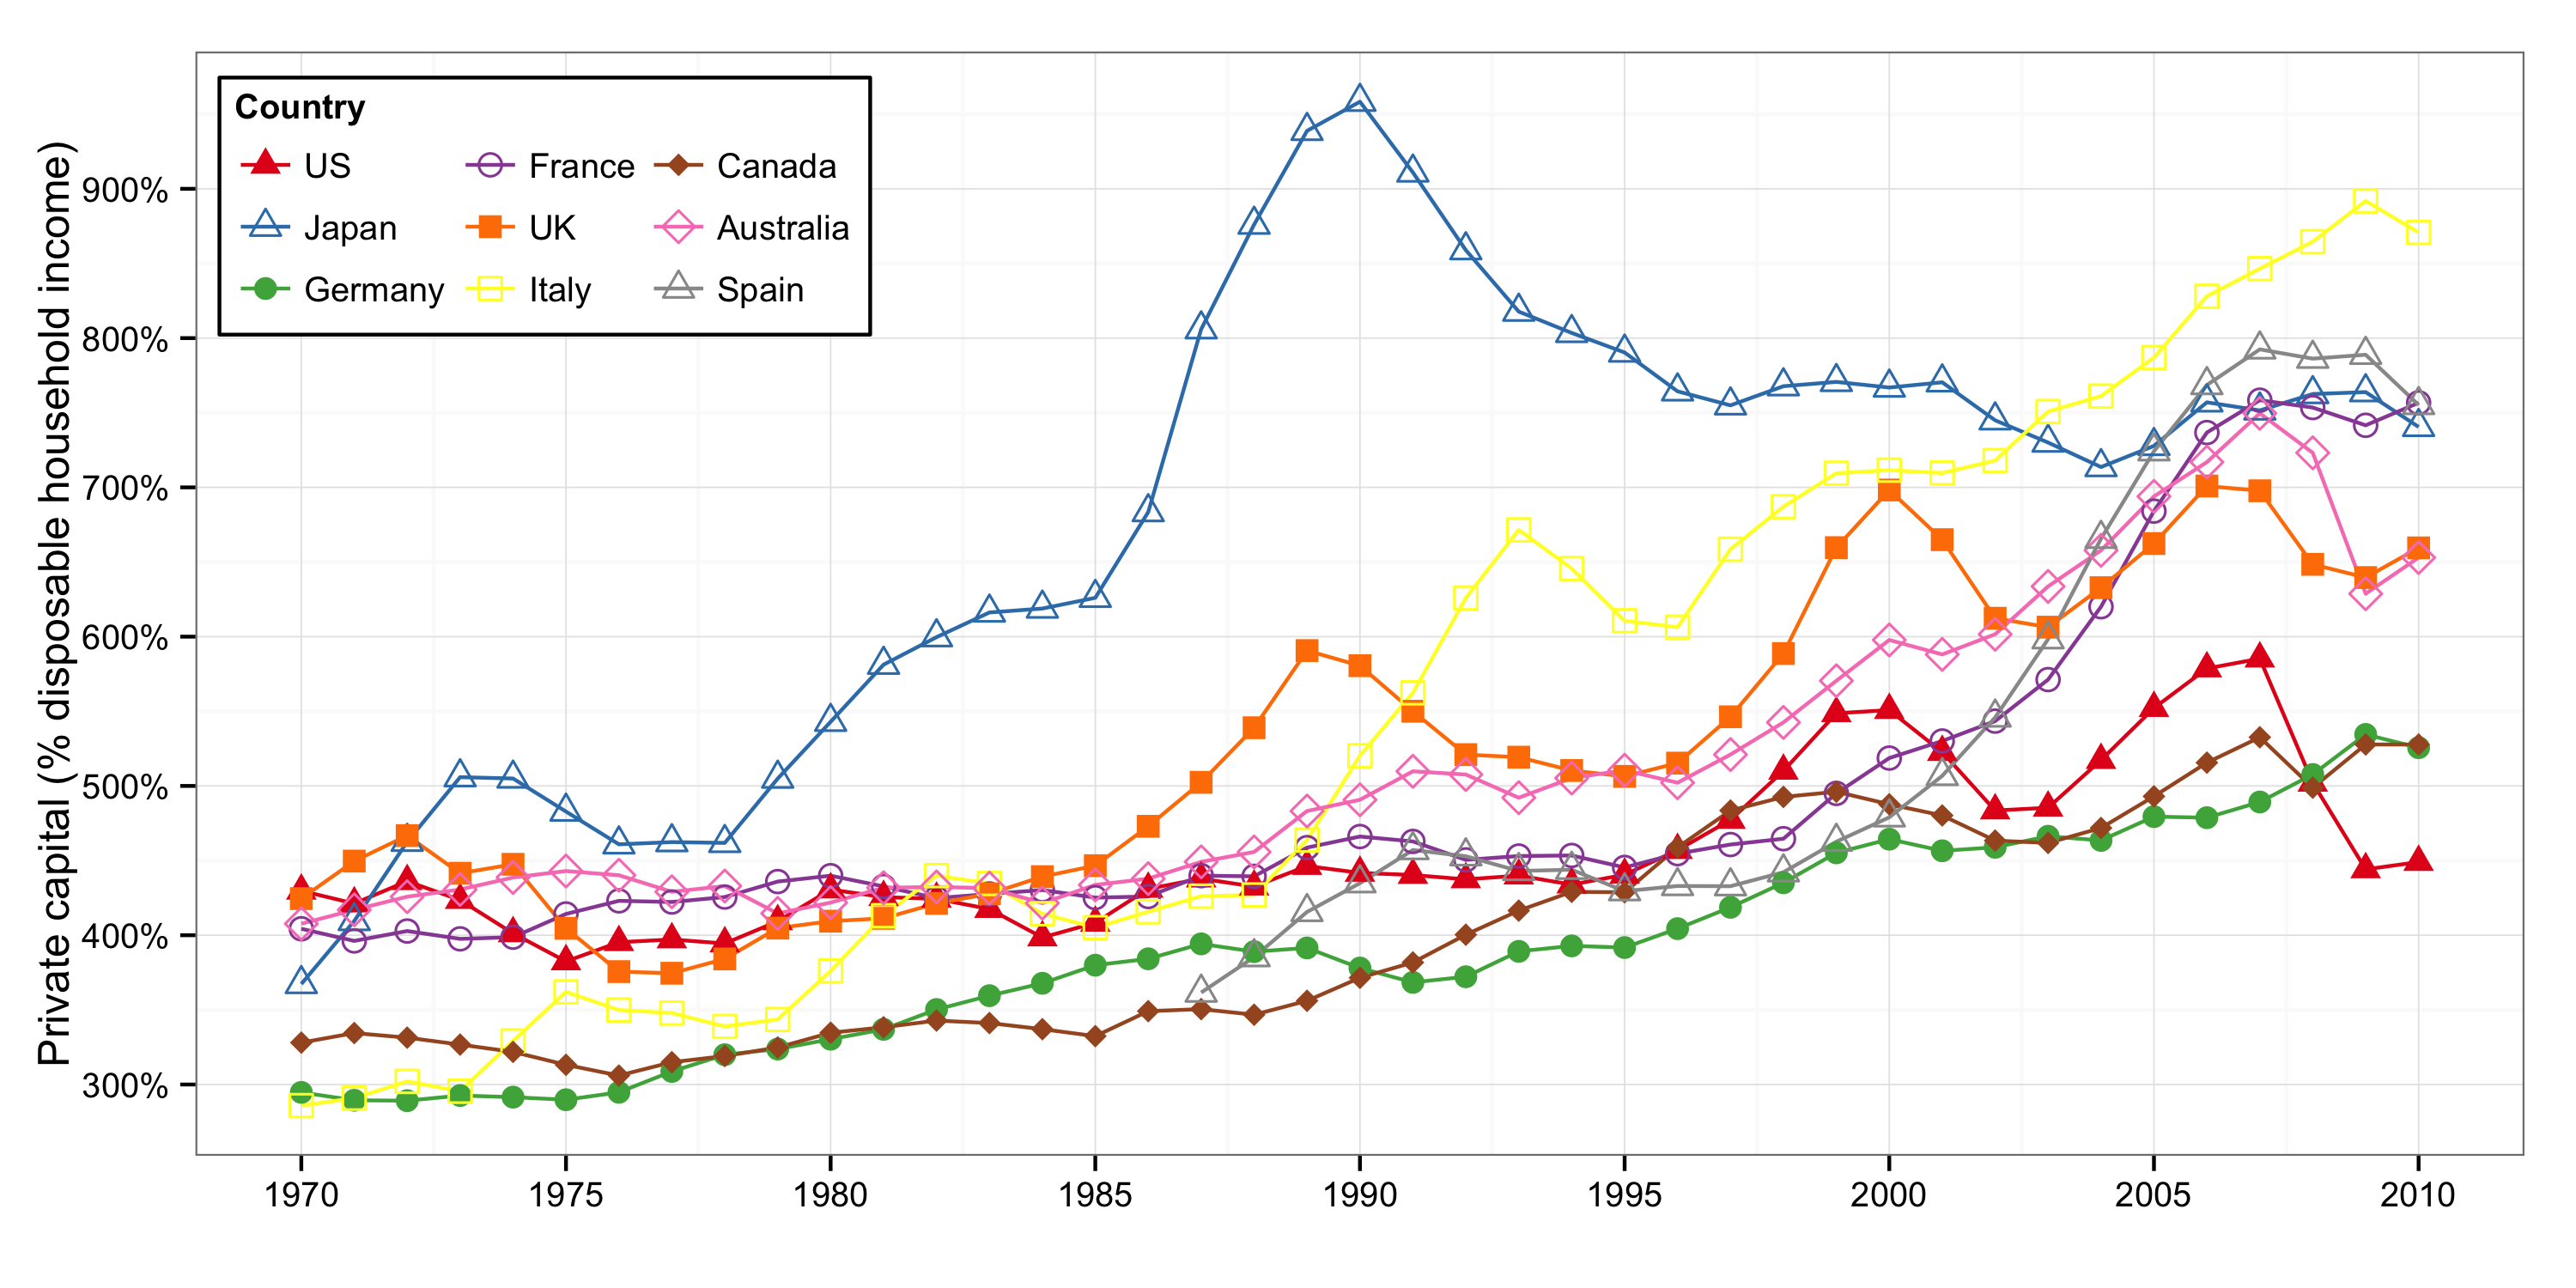 Country
US
France
Canada
Japan
UK
Australia
Germany
Italy
Spain
Private capital (% disposable household income)
900%
800%
700%
600%
500%
400%
300%
1970 1975 1980 1985 1990 1995 2000 2005 2010